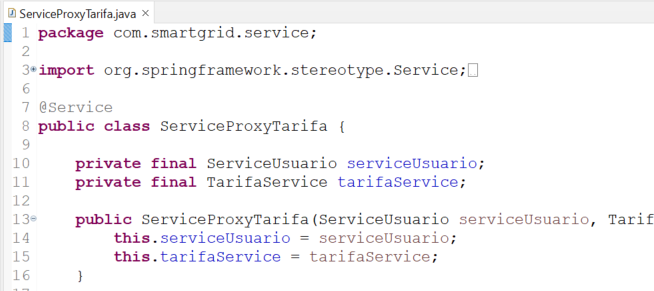 ServiceProxyTarifa.java
1 package com.smartgrid.service;
2
3 import org.springframework.stereotype.Service;
6
7 @Service
8 public class ServiceProxyTarifa {
9
10 private final ServiceUsuario serviceUsuario;
11 private final TarifaService tarifaService;
12
13 public ServiceProxyTarifa(ServiceUsuario serviceUsuario, Tarif
14 this.serviceUsuario = serviceUsuario;
15 this.tarifaService = tarifaService;
16 }